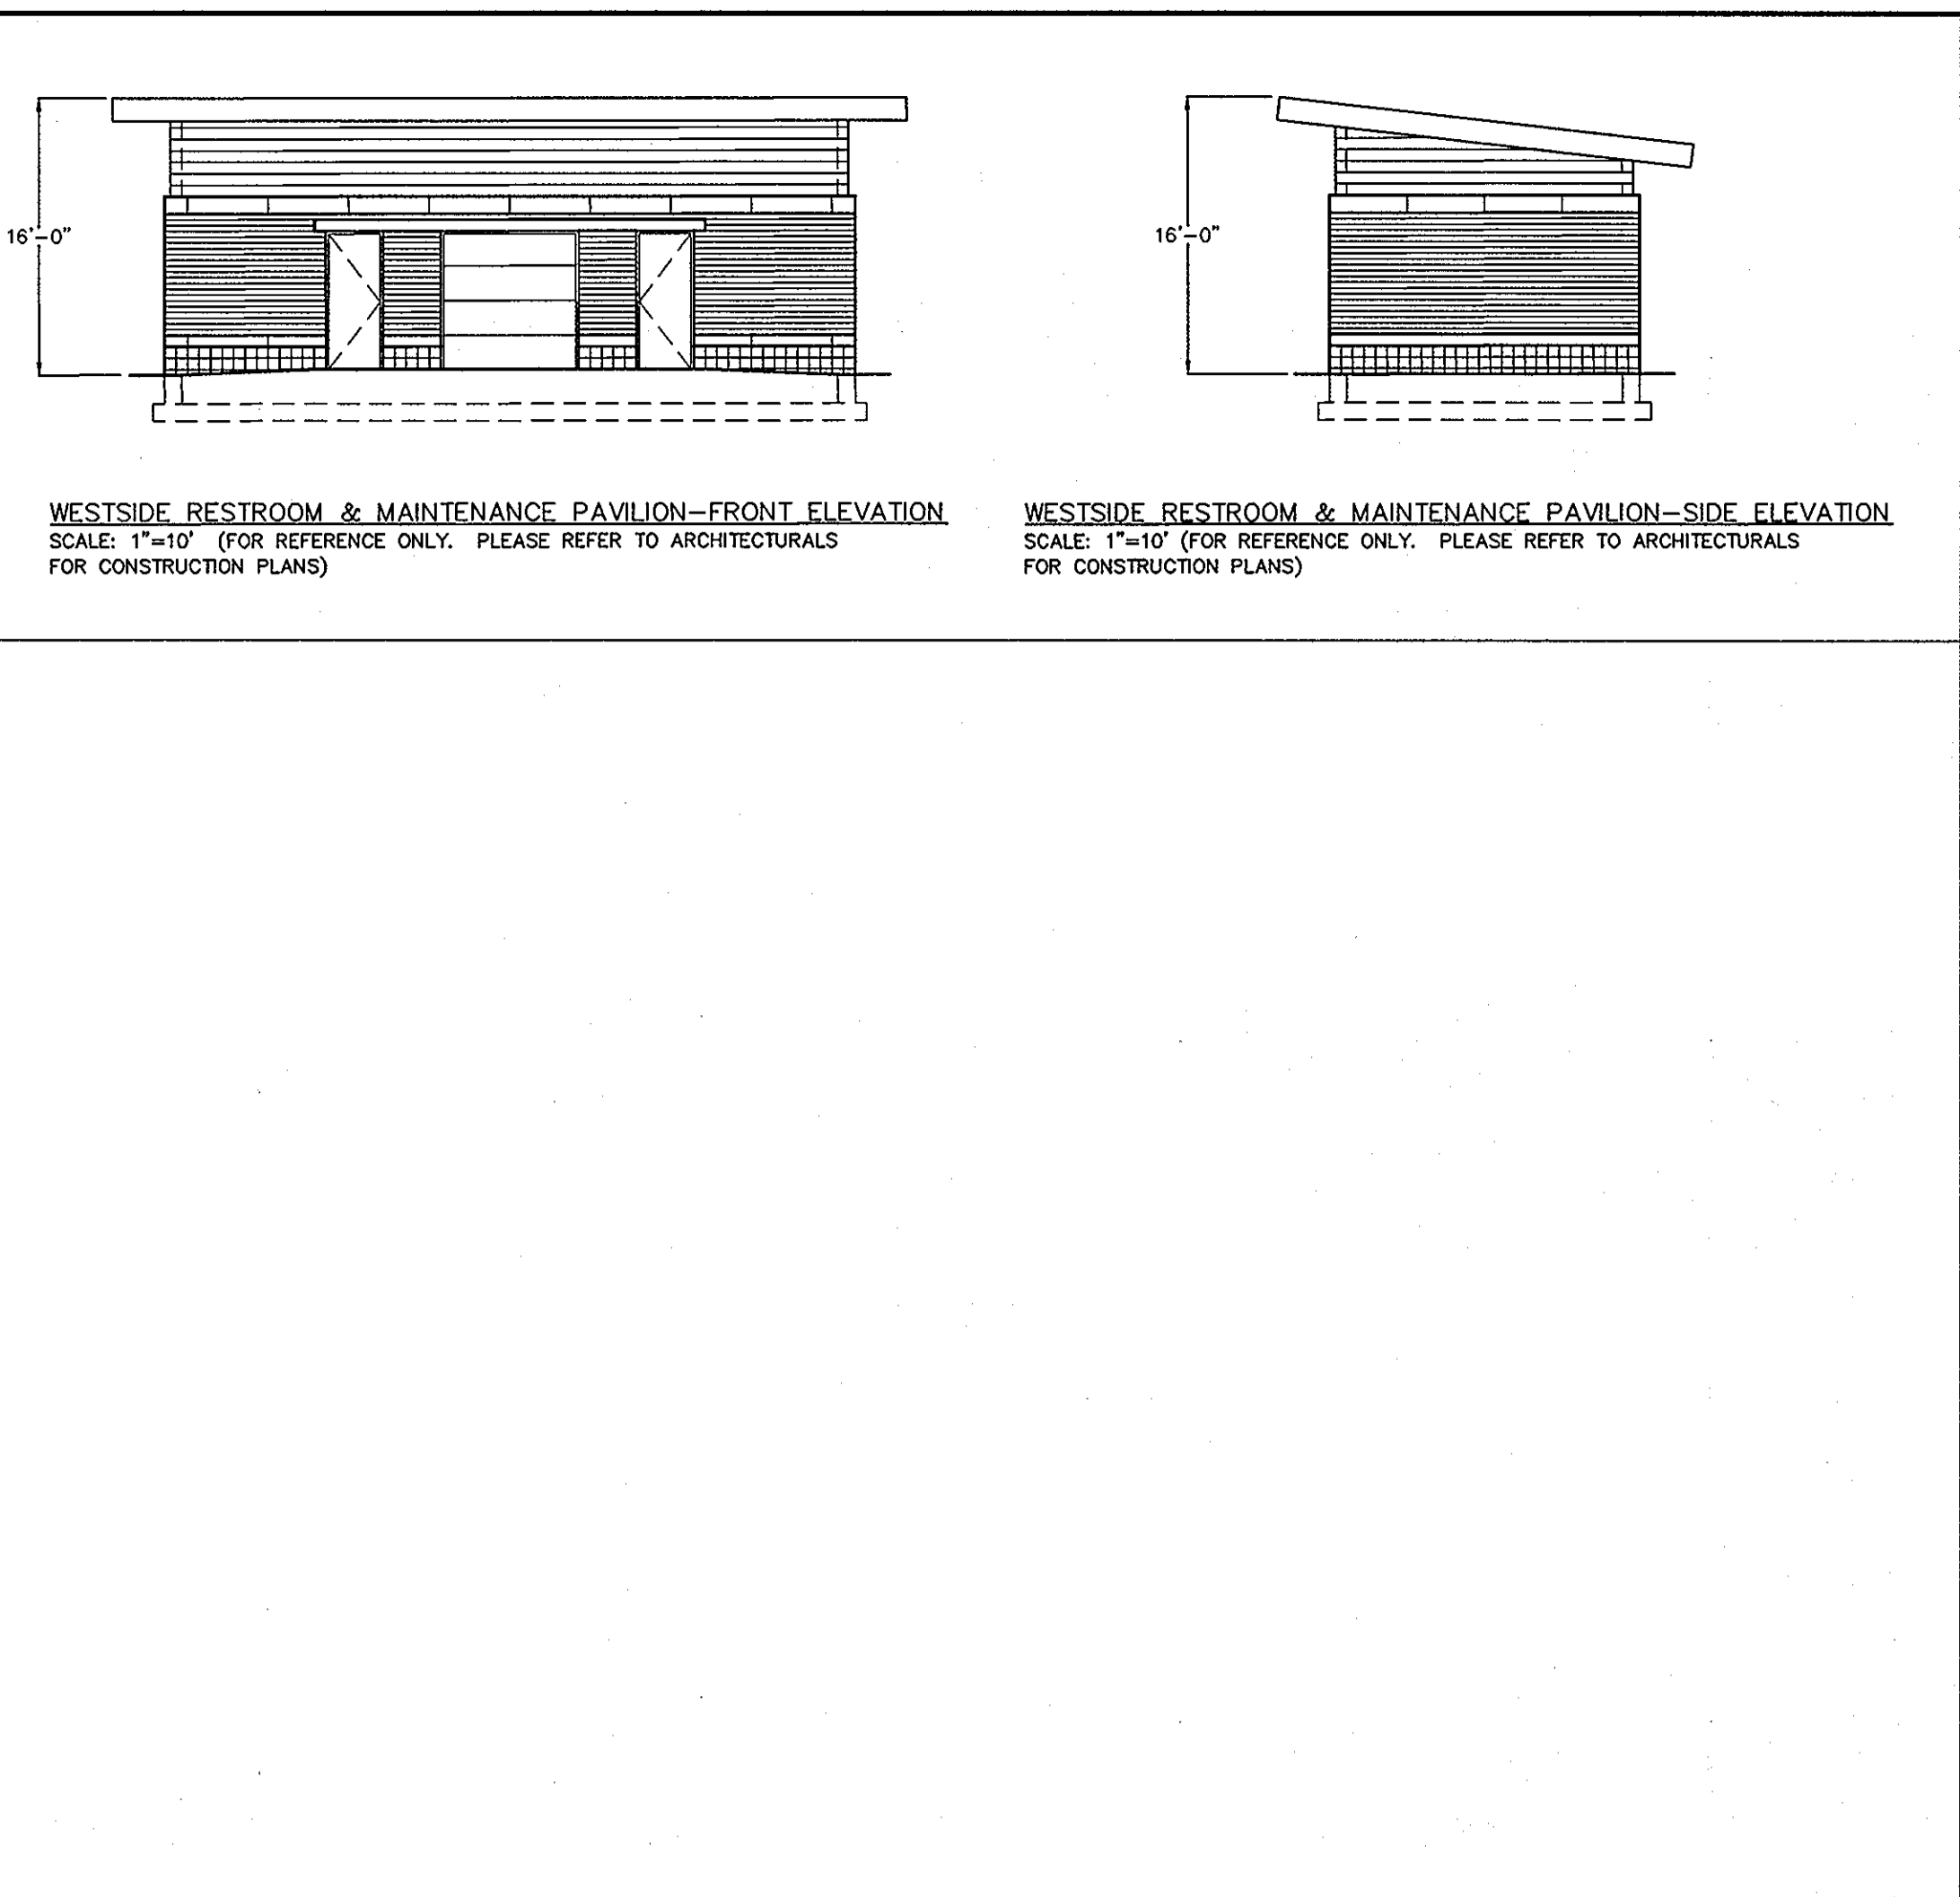 16'-0"
WESTSIDE RESTROOM & MAINTENANCE PAVILION-FRONT ELEVATION
SCALE: 1"=10' (FOR REFERENCE ONLY. PLEASE REFER TO ARCHITECTURALS
FOR CONSTRUCTION PLANS)
16'-0"
WESTSIDE RESTROOM & MAINTENANCE PAVILION-SIDE ELEVATION
SCALE: 1"=10' (FOR REFERENCE ONLY. PLEASE REFER TO ARCHITECTURALS
FOR CONSTRUCTION PLANS)